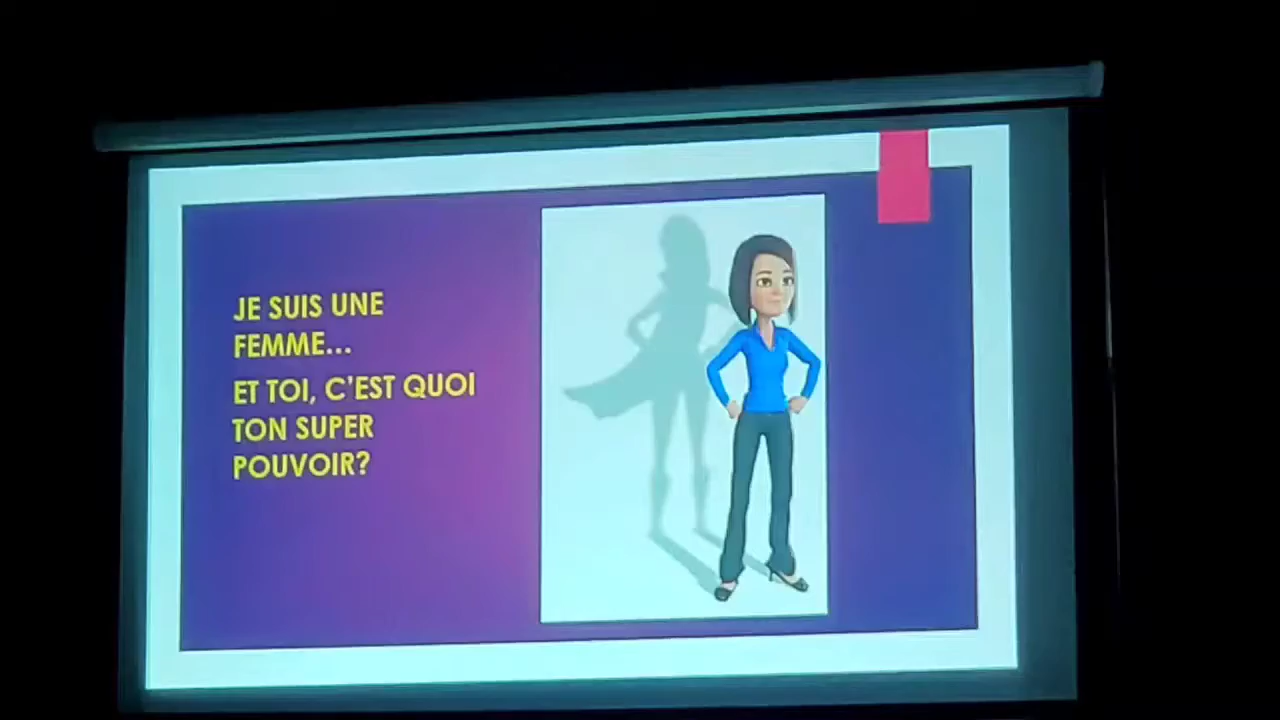 JE SUIS UNE
FEMME...
ET TOI, C'EST QUOI
TON SUPER
POUVOIR?